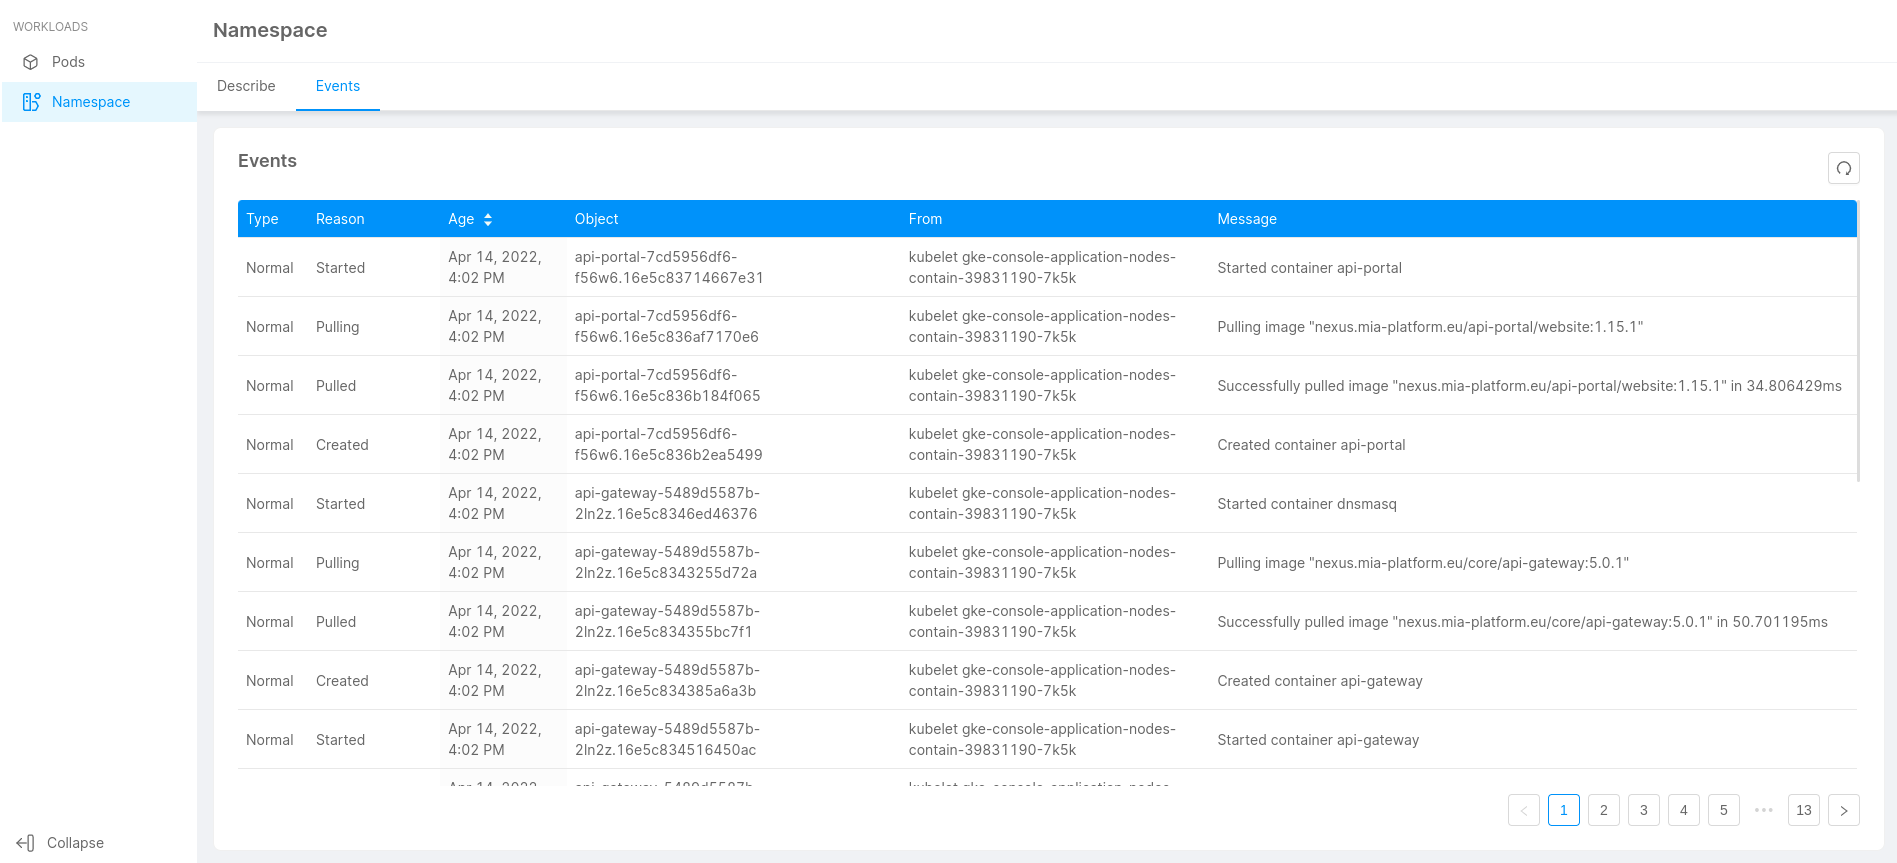 WORKLOADS
Pods
Namespace
Collapse
Namespace
Describe Events
Events
Type Reason Age Object From Message
Normal Started Apr 14, 2022, 4:02 PM api-portal-7cd5956df6-f56w6.16e5c83714667e31 kubelet gke-console-application-nodes-contain-39831190-7k5k Started container api-portal
Normal Pulling Apr 14, 2022, 4:02 PM api-portal-7cd5956df6-f56w6.16e5c836af7170e6 kubelet gke-console-application-nodes-contain-39831190-7k5k Pulling image "nexus.mia-platform.eu/api-portal/website:1.15.1"
Normal Pulled Apr 14, 2022, 4:02 PM api-portal-7cd5956df6-f56w6.16e5c836b184f065 kubelet gke-console-application-nodes-contain-39831190-7k5k Successfully pulled image "nexus.mia-platform.eu/api-portal/website:1.15.1" in 34.806429ms
Normal Created Apr 14, 2022, 4:02 PM api-portal-7cd5956df6-f56w6.16e5c836b2ea5499 kubelet gke-console-application-nodes-contain-39831190-7k5k Created container api-portal
Normal Started Apr 14, 2022, 4:02 PM api-gateway-5489d5587b-2ln2z.16e5c8346ed46376 kubelet gke-console-application-nodes-contain-39831190-7k5k Started container dnsmasq
Normal Pulling Apr 14, 2022, 4:02 PM api-gateway-5489d5587b-2ln2z.16e5c8343255d72a kubelet gke-console-application-nodes-contain-39831190-7k5k Pulling image "nexus.mia-platform.eu/core/api-gateway:5.0.1"
Normal Pulled Apr 14, 2022, 4:02 PM api-gateway-5489d5587b-2ln2z.16e5c834355bc7f1 kubelet gke-console-application-nodes-contain-39831190-7k5k Successfully pulled image "nexus.mia-platform.eu/core/api-gateway:5.0.1" in 50.701195ms
Normal Created Apr 14, 2022, 4:02 PM api-gateway-5489d5587b-2ln2z.16e5c834385a6a3b kubelet gke-console-application-nodes-contain-39831190-7k5k Created container api-gateway
Normal Started Apr 14, 2022, 4:02 PM api-gateway-5489d5587b-2ln2z.16e5c834516450ac kubelet gke-console-application-nodes-contain-39831190-7k5k Started container api-gateway
1 2 3 4 5 ••• 13